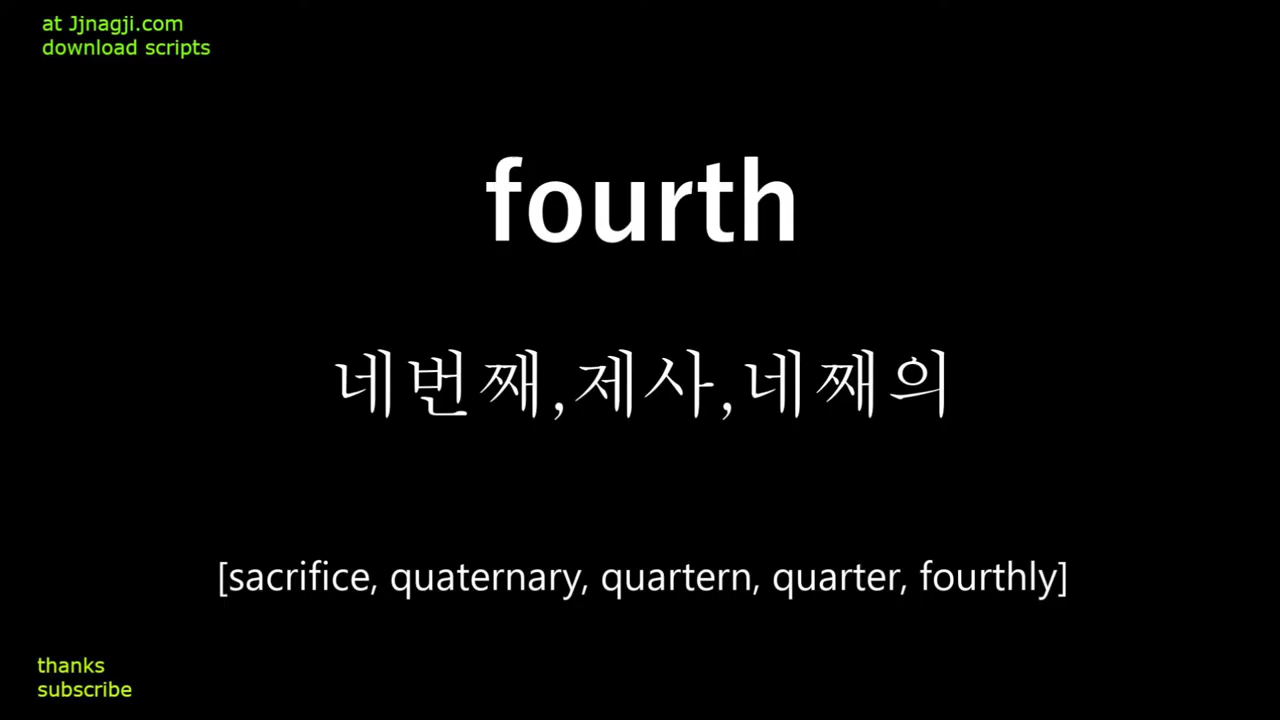 at Jjnagji.com
download scripts
fourth
네번째,제사,네째의
[sacrifice, quaternary, quartern, quarter, fourthly]
thanks
subscribe